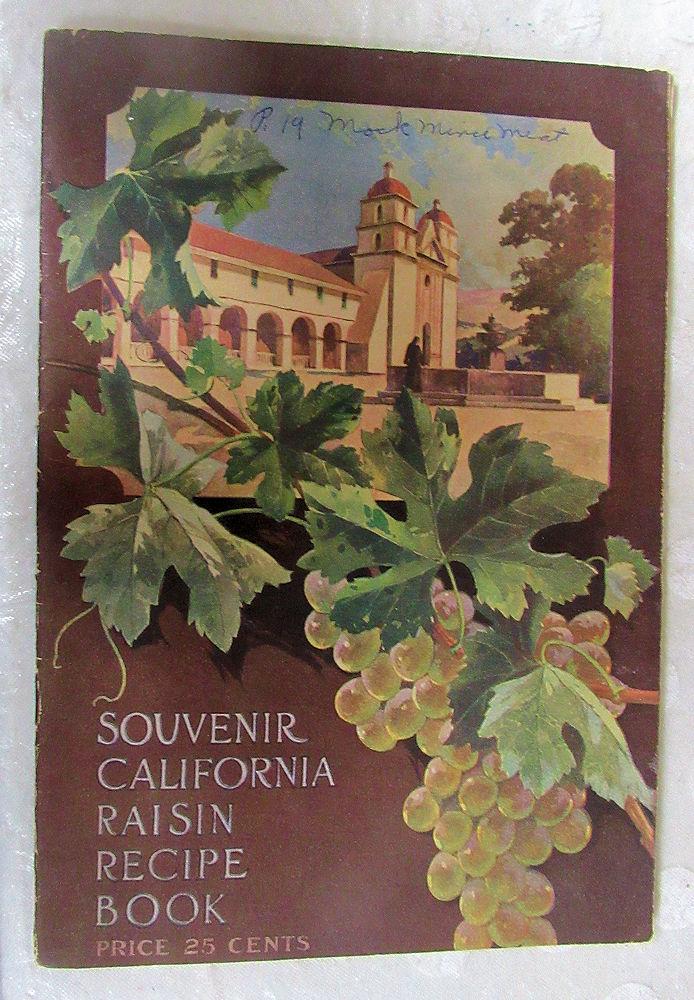 P. 19 Mock Mince meat
SOUVENIR
CALIFORNIA
RAISIN
RECIPE
BOOK
PRICE 25 CENTS